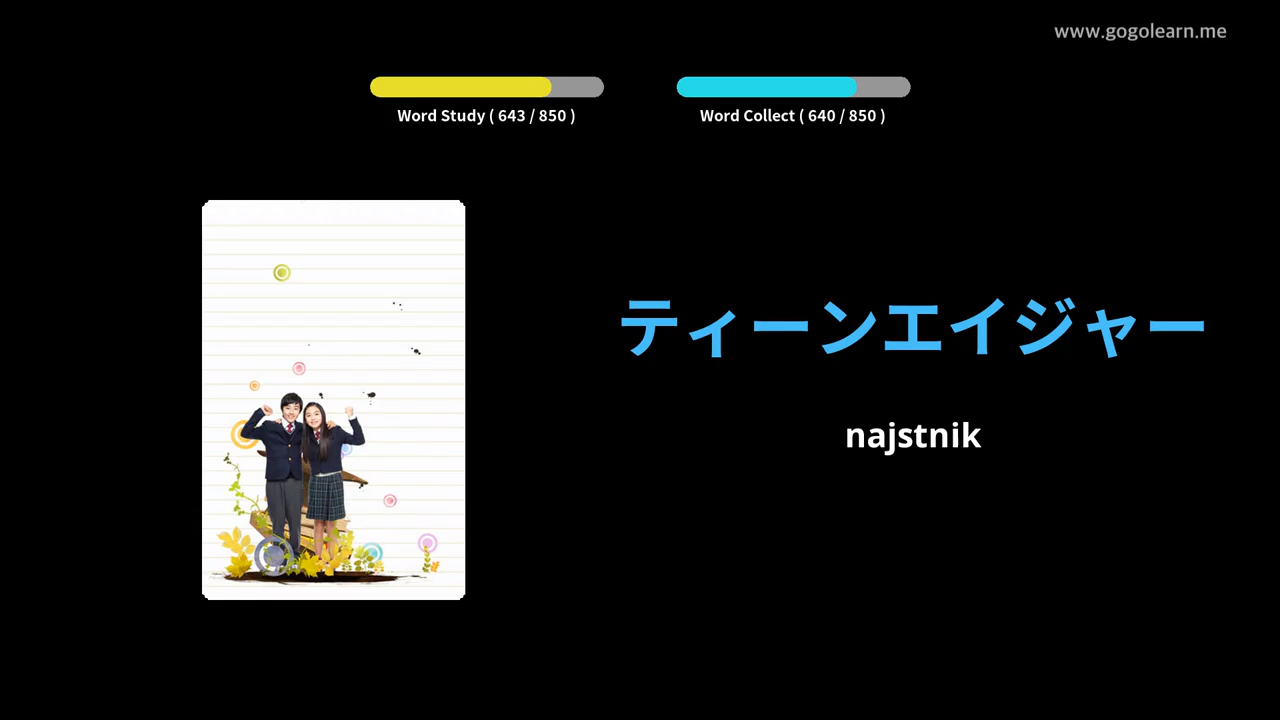 www.gogolearn.me
Word Study ( 643 / 850 )
Word Collect ( 640 / 850 )
ティーンエイジャー
najstnik